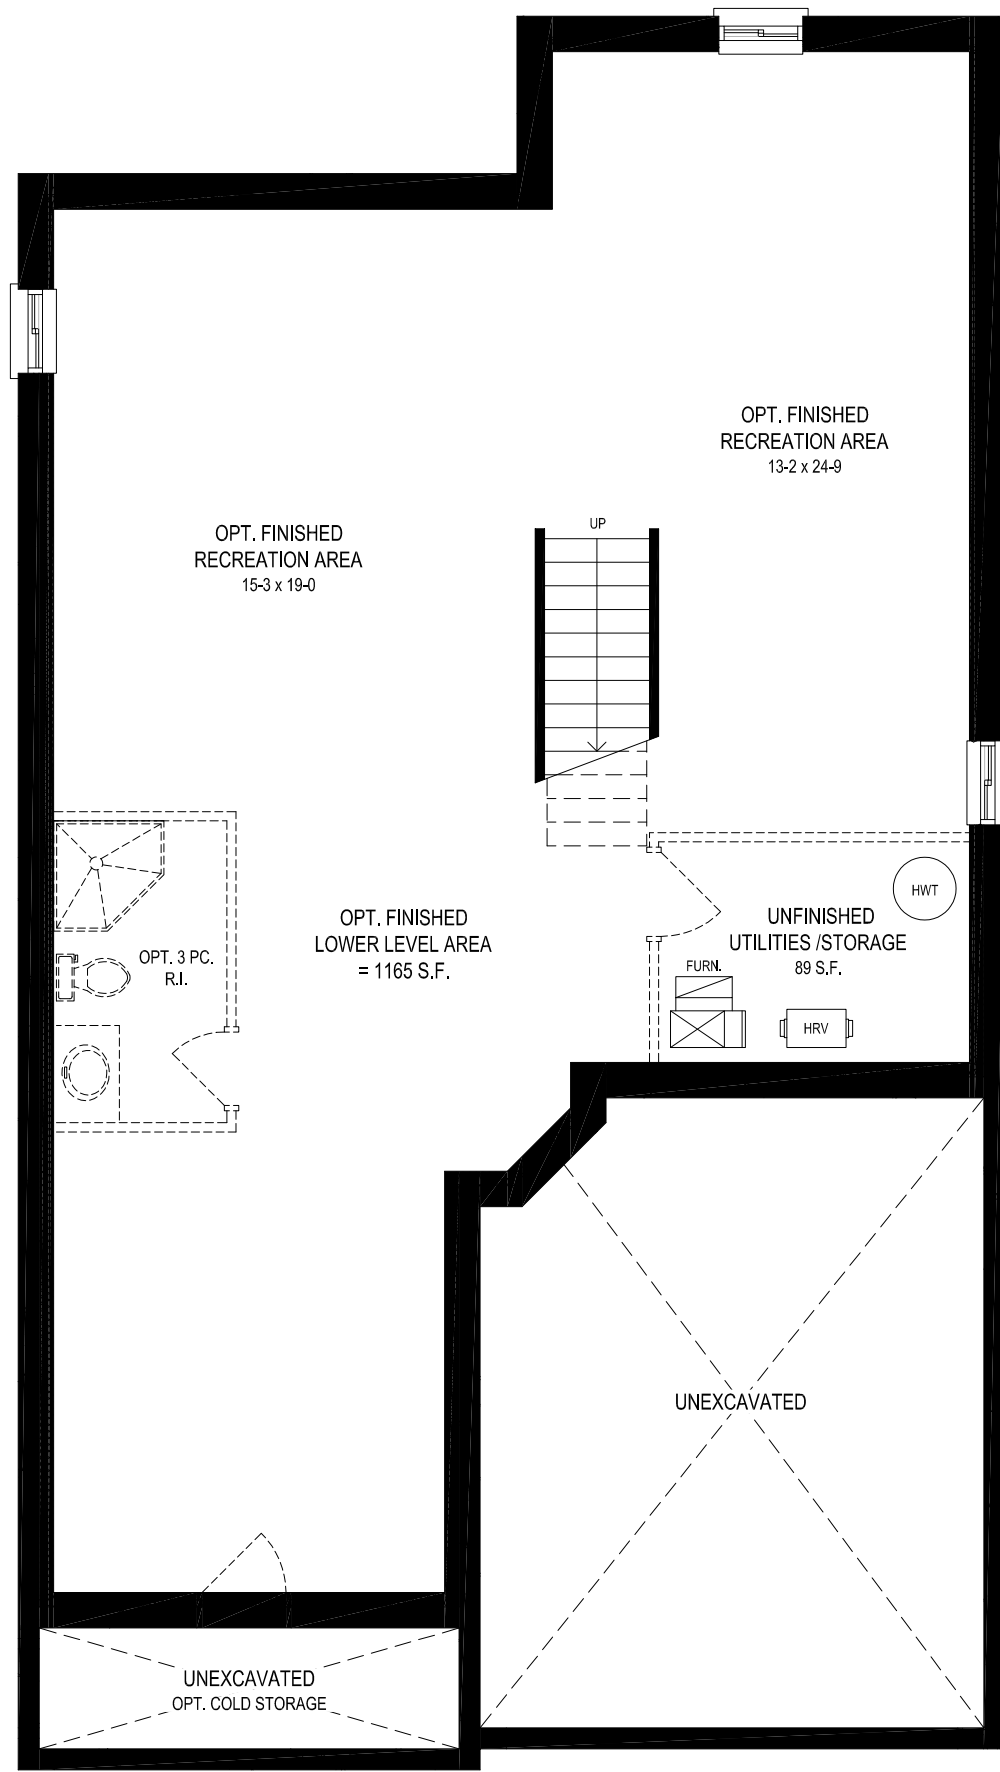 OPT. FINISHED
RECREATION AREA
13-2 x 24-9
UP
OPT. FINISHED
RECREATION AREA
15-3 x 19-0
HWT
OPT. FINISHED
LOWER LEVEL AREA
= 1165 S.F.
UNFINISHED
UTILITIES /STORAGE
89 S.F.
OPT. 3 PC.
R.I.
FURN.
HRV
UNEXCAVATED
UNEXCAVATED
OPT. COLD STORAGE